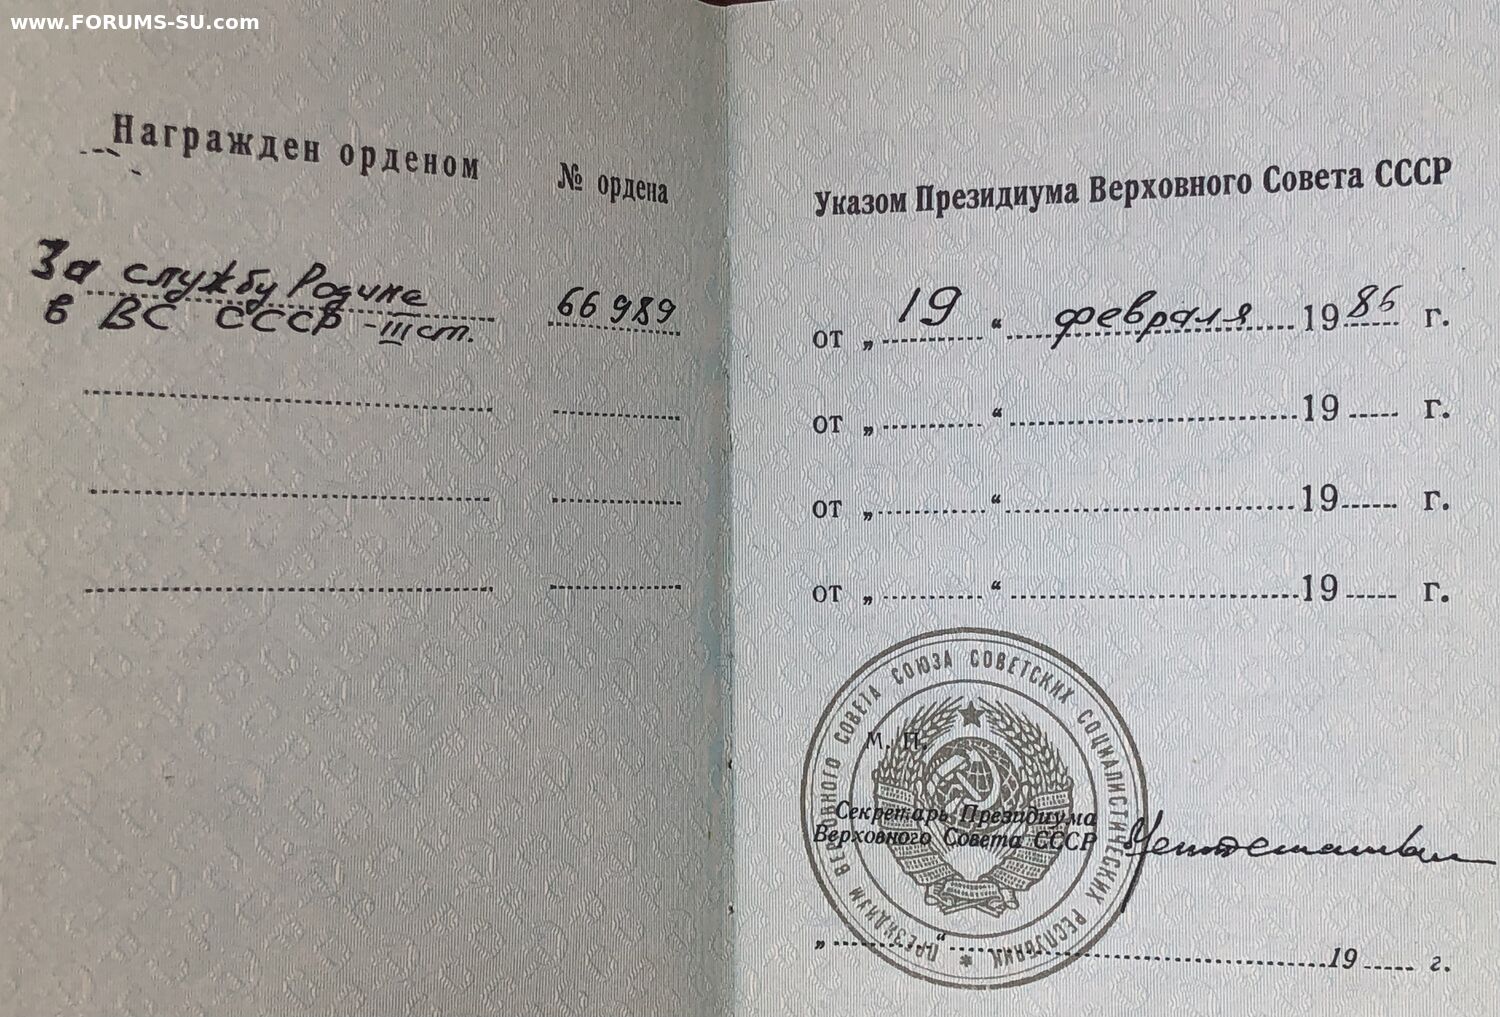 www.FORUMS-SU.com
Награжден орденом
№ ордена
За службу Родине
в ВС СССР - III ст.
66989
Указом Президиума Верховного Совета СССР
от „ 19 “ февраля 1986 г.
от „ “ 19 г.
от „ “ 19 г.
от „ “ 19 г.
ПРЕЗИДИУМ ВЕРХОВНОГО СОВЕТА СОЮЗА СОВЕТСКИХ СОЦИАЛИСТИЧЕСКИХ РЕСПУБЛИК
М. П.
Секретарь Президиума
Верховного Совета СССР
„ “ 19 г.